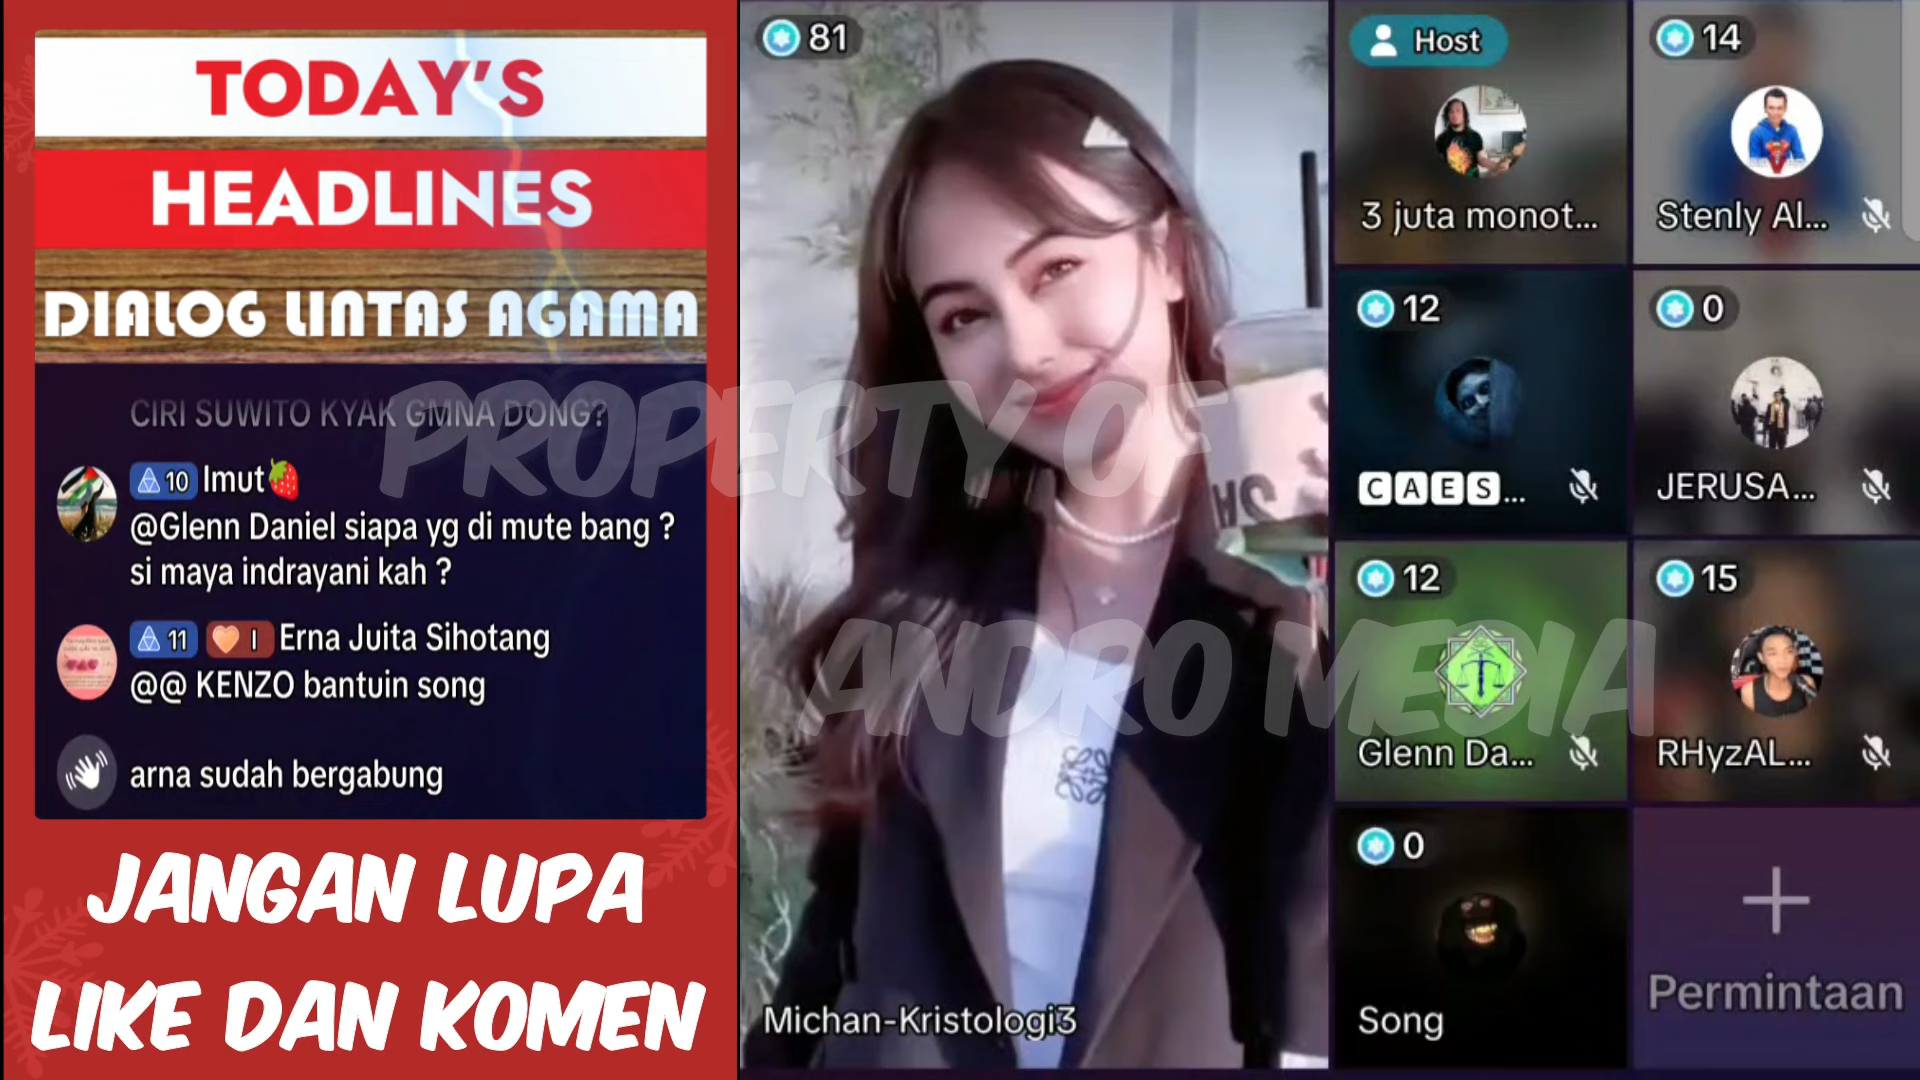 TODAY'S
HEADLINES
DIALOG LINTAS AGAMA
CIRI SUWITO KYAK GMNA DONG?
10 Imut
@Glenn Daniel siapa yg di mute bang ?
si maya indrayani kah ?
11 I Erna Juita Sihotang
@@ KENZO bantuin song
arna sudah bergabung
JANGAN LUPA
LIKE DAN KOMEN
PROPERTY OF
ANDRO MEDIA
81
Michan-Kristologi3
Host
3 juta monot...
14
Stenly Al...
12
CAES...
0
JERUSA...
12
Glenn Da...
15
RHyzAL...
0
Song
Permintaan